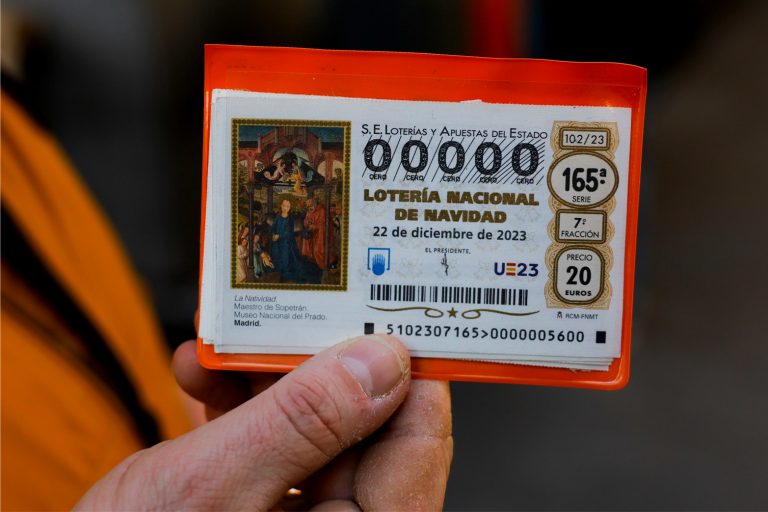 S.E. LOTERÍAS Y APUESTAS DEL ESTADO
00000
CERO CERO CERO CERO CERO
LOTERÍA NACIONAL
DE NAVIDAD
22 de diciembre de 2023
EL PRESIDENTE,
UE23
102/23
165ª
SERIE
7ª
FRACCIÓN
PRECIO
20
EUROS
RCM-FNMT
La Natividad.
Maestro de Sopetrán.
Museo Nacional del Prado.
Madrid.
5102307165>0000005600